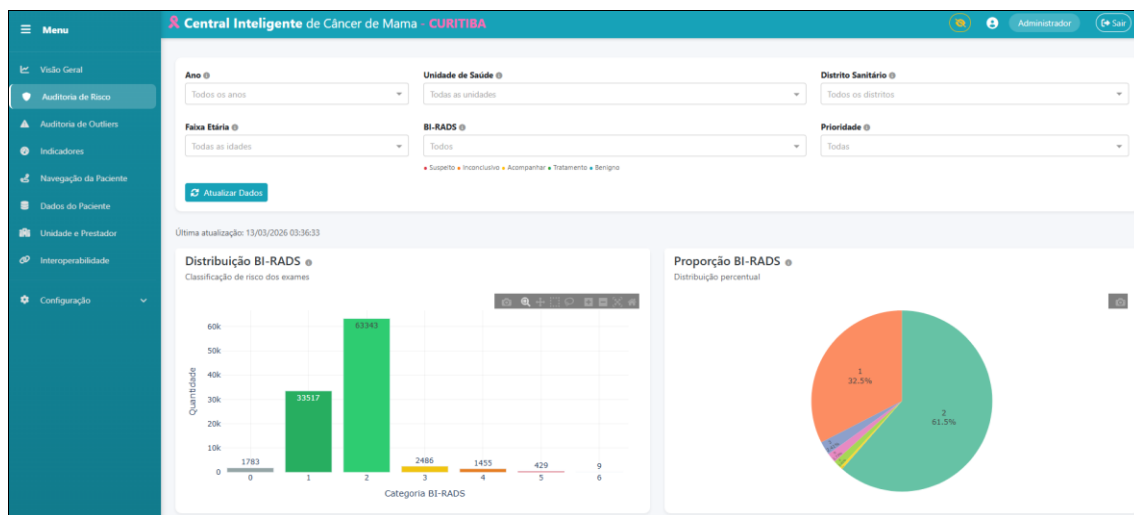 Menu
Central Inteligente de Câncer de Mama - CURITIBA
Administrador
Sair
Visão Geral
Auditoria de Risco
Auditoria de Outliers
Indicadores
Navegação da Paciente
Dados do Paciente
Unidade e Prestador
Interoperabilidade
Configuração
Ano
Unidade de Saúde
Distrito Sanitário
Todos os anos
Todas as unidades
Todos os distritos
Faixa Etária
BI-RADS
Prioridade
Todas as idades
Todos
Todas
Suspeito Inconclusivo Acompanhar Tratamento Benigno
Atualizar Dados
Última atualização: 13/03/2026 03:36:33
Distribuição BI-RADS
Classificação de risco dos exames
60k
50k
40k
30k
20k
10k
0
Quantidade
1783
33517
63343
2486
1455
429
9
0 1 2 3 4 5 6
Categoria BI-RADS
Proporção BI-RADS
Distribuição percentual
1
32.5%
2
61.5%